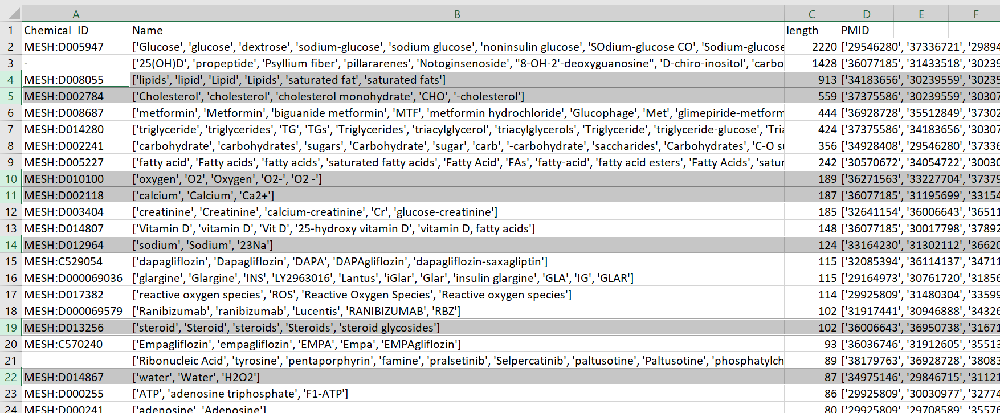 A B C D E F
1 Chemical_ID Name length PMID
2 MESH:D005947 ['Glucose', 'glucose', 'dextrose', 'sodium-glucose', 'sodium glucose', 'noninsulin glucose', 'SOdium-glucose CO', 'Sodium-glucose 2220 ['29546280', '37336721', '29894
3 - ['25(OH)D', 'propeptide', 'Psyllium fiber', 'pillararenes', 'Notoginsenoside', "8-OH-2'-deoxyguanosine", 'D-chiro-inositol', 'carbo 1428 ['36077185', '31433518', '30239
4 MESH:D008055 ['lipids', 'lipid', 'Lipid', 'Lipids', 'saturated fat', 'saturated fats'] 913 ['34183656', '30239559', '30235
5 MESH:D002784 ['Cholesterol', 'cholesterol', 'cholesterol monohydrate', 'CHO', '-cholesterol'] 559 ['37375586', '30239559', '30307
6 MESH:D008687 ['metformin', 'Metformin', 'biguanide metformin', 'MTF', 'metformin hydrochloride', 'Glucophage', 'Met', 'glimepiride-metform 444 ['36928728', '35512849', '37302
7 MESH:D014280 ['triglyceride', 'triglycerides', 'TG', 'TGs', 'Triglycerides', 'triacylglycerol', 'triacylglycerols', 'Triglyceride', 'triglyceride-glucose', 'Tria 424 ['37375586', '34183656', '30307
8 MESH:D002241 ['carbohydrate', 'carbohydrates', 'sugars', 'Carbohydrate', 'sugar', 'carb', '-carbohydrate', 'saccharides', 'Carbohydrates', 'C-O su 356 ['34928408', '29546280', '37336
9 MESH:D005227 ['fatty acid', 'Fatty acids', 'fatty acids', 'saturated fatty acids', 'Fatty Acid', 'FAs', 'fatty-acid', 'fatty acid esters', 'Fatty Acids', 'satur 242 ['30570672', '34054722', '30030
10 MESH:D010100 ['oxygen', 'O2', 'Oxygen', 'O2-', 'O2 -'] 189 ['36271563', '33227704', '37379
11 MESH:D002118 ['calcium', 'Calcium', 'Ca2+'] 187 ['36077185', '31195699', '33154
12 MESH:D003404 ['creatinine', 'Creatinine', 'calcium-creatinine', 'Cr', 'glucose-creatinine'] 185 ['32641154', '36006643', '36511
13 MESH:D014807 ['Vitamin D', 'vitamin D', 'Vit D', '25-hydroxy vitamin D', 'vitamin D, fatty acids'] 148 ['36077185', '30017798', '37892
14 MESH:D012964 ['sodium', 'Sodium', '23Na'] 124 ['33164230', '31302112', '36620
15 MESH:C529054 ['dapagliflozin', 'Dapagliflozin', 'DAPA', 'DAPAgliflozin', 'dapagliflozin-saxagliptin'] 115 ['32085394', '36114137', '34711
16 MESH:D000069036 ['glargine', 'Glargine', 'INS', 'LY2963016', 'Lantus', 'iGlar', 'Glar', 'insulin glargine', 'GLA', 'IG', 'GLAR'] 115 ['29164973', '30761720', '31856
17 MESH:D017382 ['reactive oxygen species', 'ROS', 'Reactive Oxygen Species', 'Reactive oxygen species'] 114 ['29925809', '31480304', '33599
18 MESH:D000069579 ['Ranibizumab', 'ranibizumab', 'Lucentis', 'RANIBIZUMAB', 'RBZ'] 102 ['31917441', '30946888', '34326
19 MESH:D013256 ['steroid', 'Steroid', 'steroids', 'Steroids', 'steroid glycosides'] 102 ['36006643', '36950738', '31671
20 MESH:C570240 ['Empagliflozin', 'empagliflozin', 'EMPA', 'Empa', 'EMPAgliflozin'] 93 ['36036746', '31912605', '35513
21 ['Ribonucleic Acid', 'tyrosine', 'pentaporphyrin', 'famine', 'pralsetinib', 'Selpercatinib', 'paltusotine', 'Paltusotine', 'phosphatylch 89 ['38179763', '36928728', '38083
22 MESH:D014867 ['water', 'Water', 'H2O2'] 87 ['34975146', '29846715', '31121
23 MESH:D000255 ['ATP', 'adenosine triphosphate', 'F1-ATP'] 86 ['29925809', '30030977', '32774
24 MESH:D000241 ['adenosine', 'Adenosine'] 80 ['29925809', '29708589', '35576